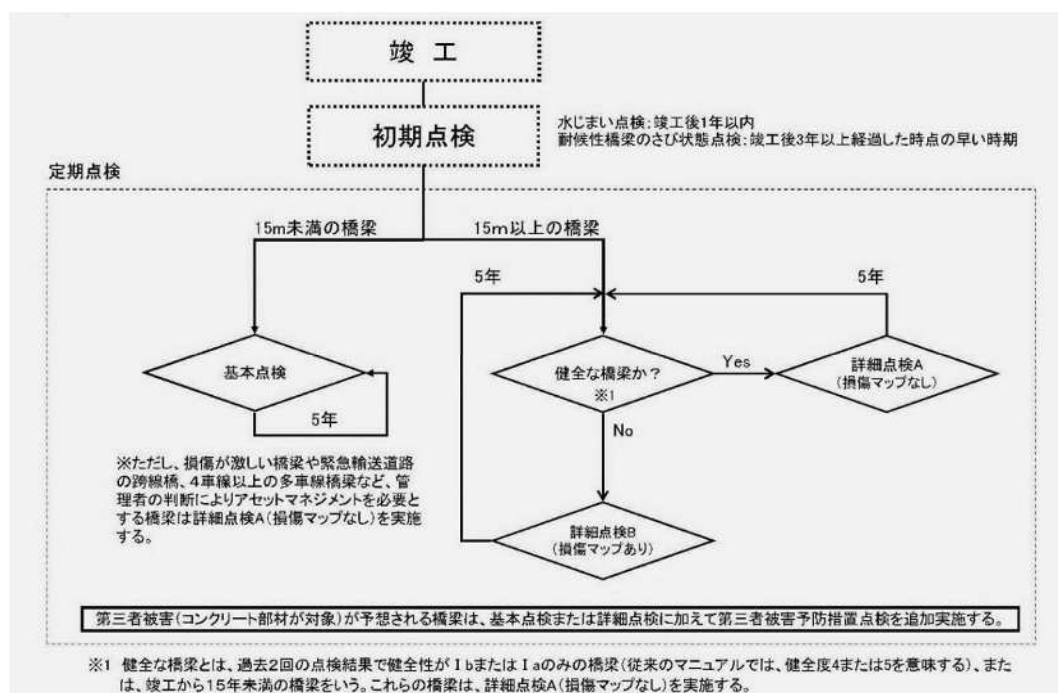 竣 工
初期点検
水じまい点検:竣工後1年以内
耐候性橋梁のさび状態点検:竣工後3年以上経過した時点の早い時期
定期点検
15m未満の橋梁
15m以上の橋梁
5年
5年
基本点検
5年
健全な橋梁か?
※1
Yes
詳細点検A
(損傷マップなし)
No
※ただし、損傷が激しい橋梁や緊急輸送道路
の跨線橋、4車線以上の多車線橋梁など、管
理者の判断によりアセットマネジメントを必要と
する橋梁は詳細点検A(損傷マップなし)を実施
する。
詳細点検B
(損傷マップあり)
第三者被害(コンクリート部材が対象)が予想される橋梁は、基本点検または詳細点検に加えて第三者被害予防措置点検を追加実施する。
※1 健全な橋梁とは、過去2回の点検結果で健全性がⅠbまたはⅠaのみの橋梁(従来のマニュアルでは、健全度4または5を意味する)、また
は、竣工から15年未満の橋梁をいう。これらの橋梁は、詳細点検A(損傷マップなし)を実施する。